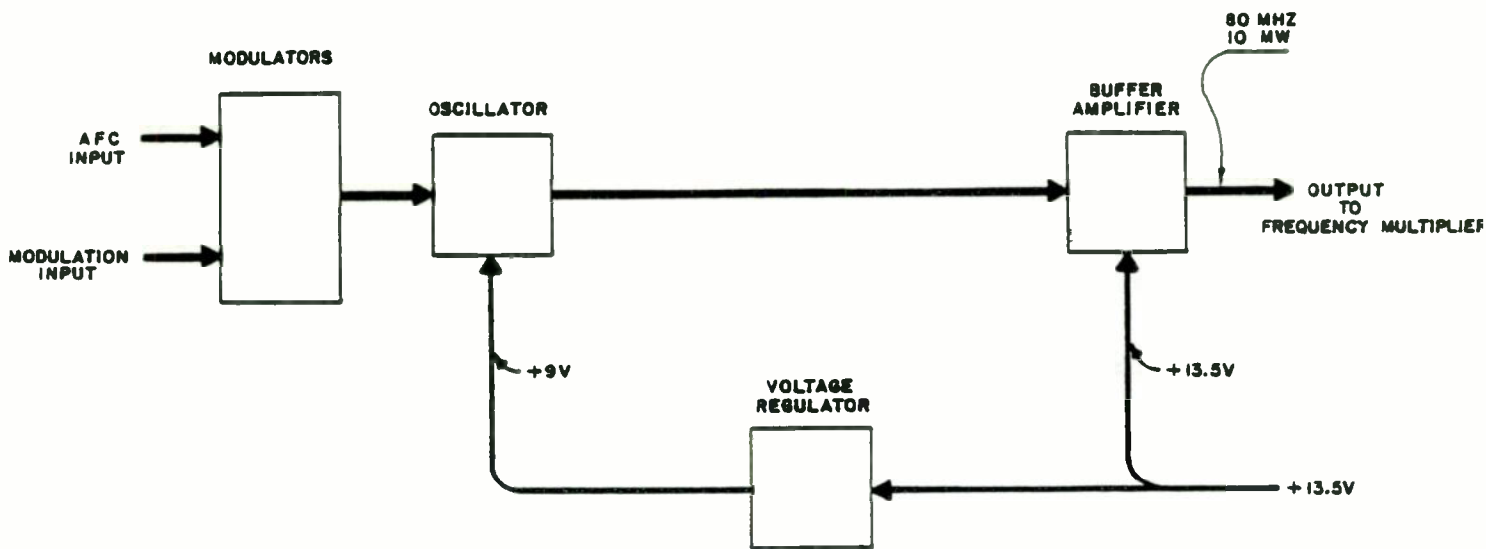 80 MHZ
10 MW
MODULATORS
OSCILLATOR
BUFFER
AMPLIFIER
AFC
INPUT
OUTPUT
TO
FREQUENCY MULTIPLIER
MODULATION
INPUT
+9V
+13.5V
VOLTAGE
REGULATOR
+13.5V